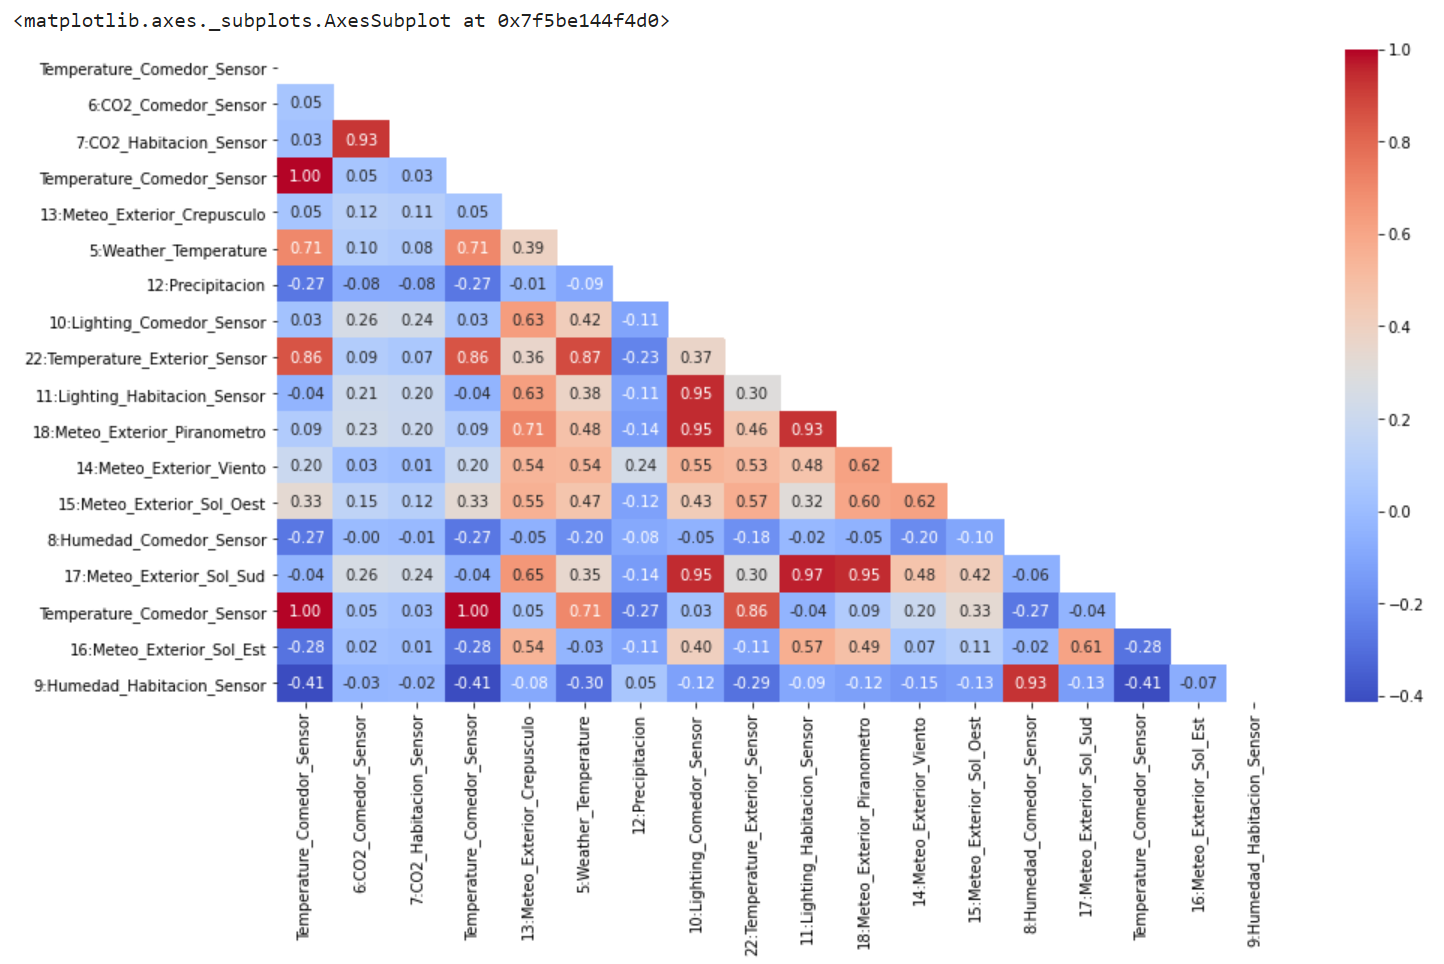 <matplotlib.axes._subplots.AxesSubplot at 0x7f5be144f4d0>
Temperature_Comedor_Sensor
6:CO2_Comedor_Sensor 0.05
7:CO2_Habitacion_Sensor 0.03 0.93
Temperature_Comedor_Sensor 1.00 0.05 0.03
13:Meteo_Exterior_Crepusculo 0.05 0.12 0.11 0.05
5:Weather_Temperature 0.71 0.10 0.08 0.71 0.39
12:Precipitacion -0.27 -0.08 -0.08 -0.27 -0.01 -0.09
10:Lighting_Comedor_Sensor 0.03 0.26 0.24 0.03 0.63 0.42 -0.11
22:Temperature_Exterior_Sensor 0.86 0.09 0.07 0.86 0.36 0.87 -0.23 0.37
11:Lighting_Habitacion_Sensor -0.04 0.21 0.20 -0.04 0.63 0.38 -0.11 0.95 0.30
18:Meteo_Exterior_Piranometro 0.09 0.23 0.20 0.09 0.71 0.48 -0.14 0.95 0.46 0.93
14:Meteo_Exterior_Viento 0.20 0.03 0.01 0.20 0.54 0.54 0.24 0.55 0.53 0.48 0.62
15:Meteo_Exterior_Sol_Oest 0.33 0.15 0.12 0.33 0.55 0.47 -0.12 0.43 0.57 0.32 0.60 0.62
8:Humedad_Comedor_Sensor -0.27 -0.00 -0.01 -0.27 -0.05 -0.20 -0.08 -0.05 -0.18 -0.02 -0.05 -0.20 -0.10
17:Meteo_Exterior_Sol_Sud -0.04 0.26 0.24 -0.04 0.65 0.35 -0.14 0.95 0.30 0.97 0.95 0.48 0.42 -0.06
Temperature_Comedor_Sensor 1.00 0.05 0.03 1.00 0.05 0.71 -0.27 0.03 0.86 -0.04 0.09 0.20 0.33 -0.27 -0.04
16:Meteo_Exterior_Sol_Est -0.28 0.02 0.01 -0.28 0.54 -0.03 -0.11 0.40 -0.11 0.57 0.49 0.07 0.11 -0.02 0.61 -0.28
9:Humedad_Habitacion_Sensor -0.41 -0.03 -0.02 -0.41 -0.08 -0.30 0.05 -0.12 -0.29 -0.09 -0.12 -0.15 -0.13 0.93 -0.13 -0.41 -0.07
Temperature_Comedor_Sensor
6:CO2_Comedor_Sensor
7:CO2_Habitacion_Sensor
Temperature_Comedor_Sensor
13:Meteo_Exterior_Crepusculo
5:Weather_Temperature
12:Precipitacion
10:Lighting_Comedor_Sensor
22:Temperature_Exterior_Sensor
11:Lighting_Habitacion_Sensor
18:Meteo_Exterior_Piranometro
14:Meteo_Exterior_Viento
15:Meteo_Exterior_Sol_Oest
8:Humedad_Comedor_Sensor
17:Meteo_Exterior_Sol_Sud
Temperature_Comedor_Sensor
16:Meteo_Exterior_Sol_Est
9:Humedad_Habitacion_Sensor
1.0
0.8
0.6
0.4
0.2
0.0
−0.2
−0.4